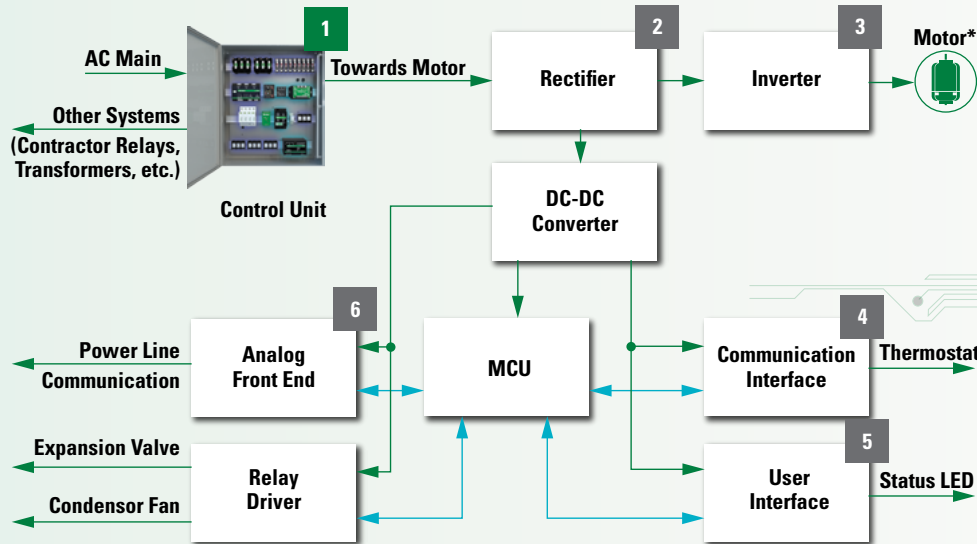 1
2
3
AC Main
Towards Motor
Rectifier
Inverter
Motor*
Other Systems
(Contractor Relays,
Transformers, etc.)
Control Unit
DC-DC
Converter
6
4
Power Line
Communication
Analog
Front End
MCU
Communication
Interface
Thermostat
5
Expansion Valve
Condensor Fan
Relay
Driver
User
Interface
Status LED